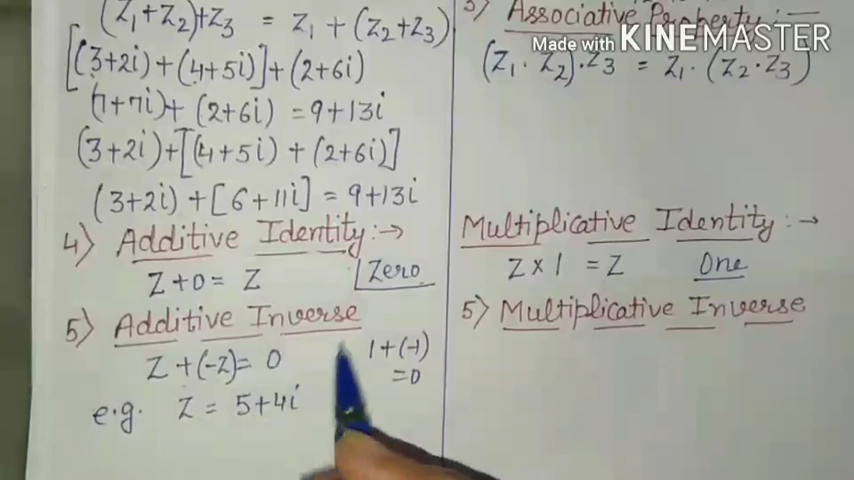 (Z1+Z2)+Z3 = Z1 + (Z2+Z3)
[(3+2i)+(4+5i)]+(2+6i)
(7+7i)+(2+6i) = 9+13i
(3+2i)+[(4+5i) + (2+6i)]
(3+2i) +[6+11i] = 9+13i
4) Additive Identity:→
Z+0= Z Zero
5) Additive Inverse
Z+(-Z)= 0 1+(-1)
=0
e.g. Z = 5+4i
3) Associative Property:—
Made with KINEMASTER
(Z1 · Z2)·Z3 = Z1· (Z2·Z3)
Multiplicative Identity:→
Z×1 =Z One
5) Multiplicative Inverse